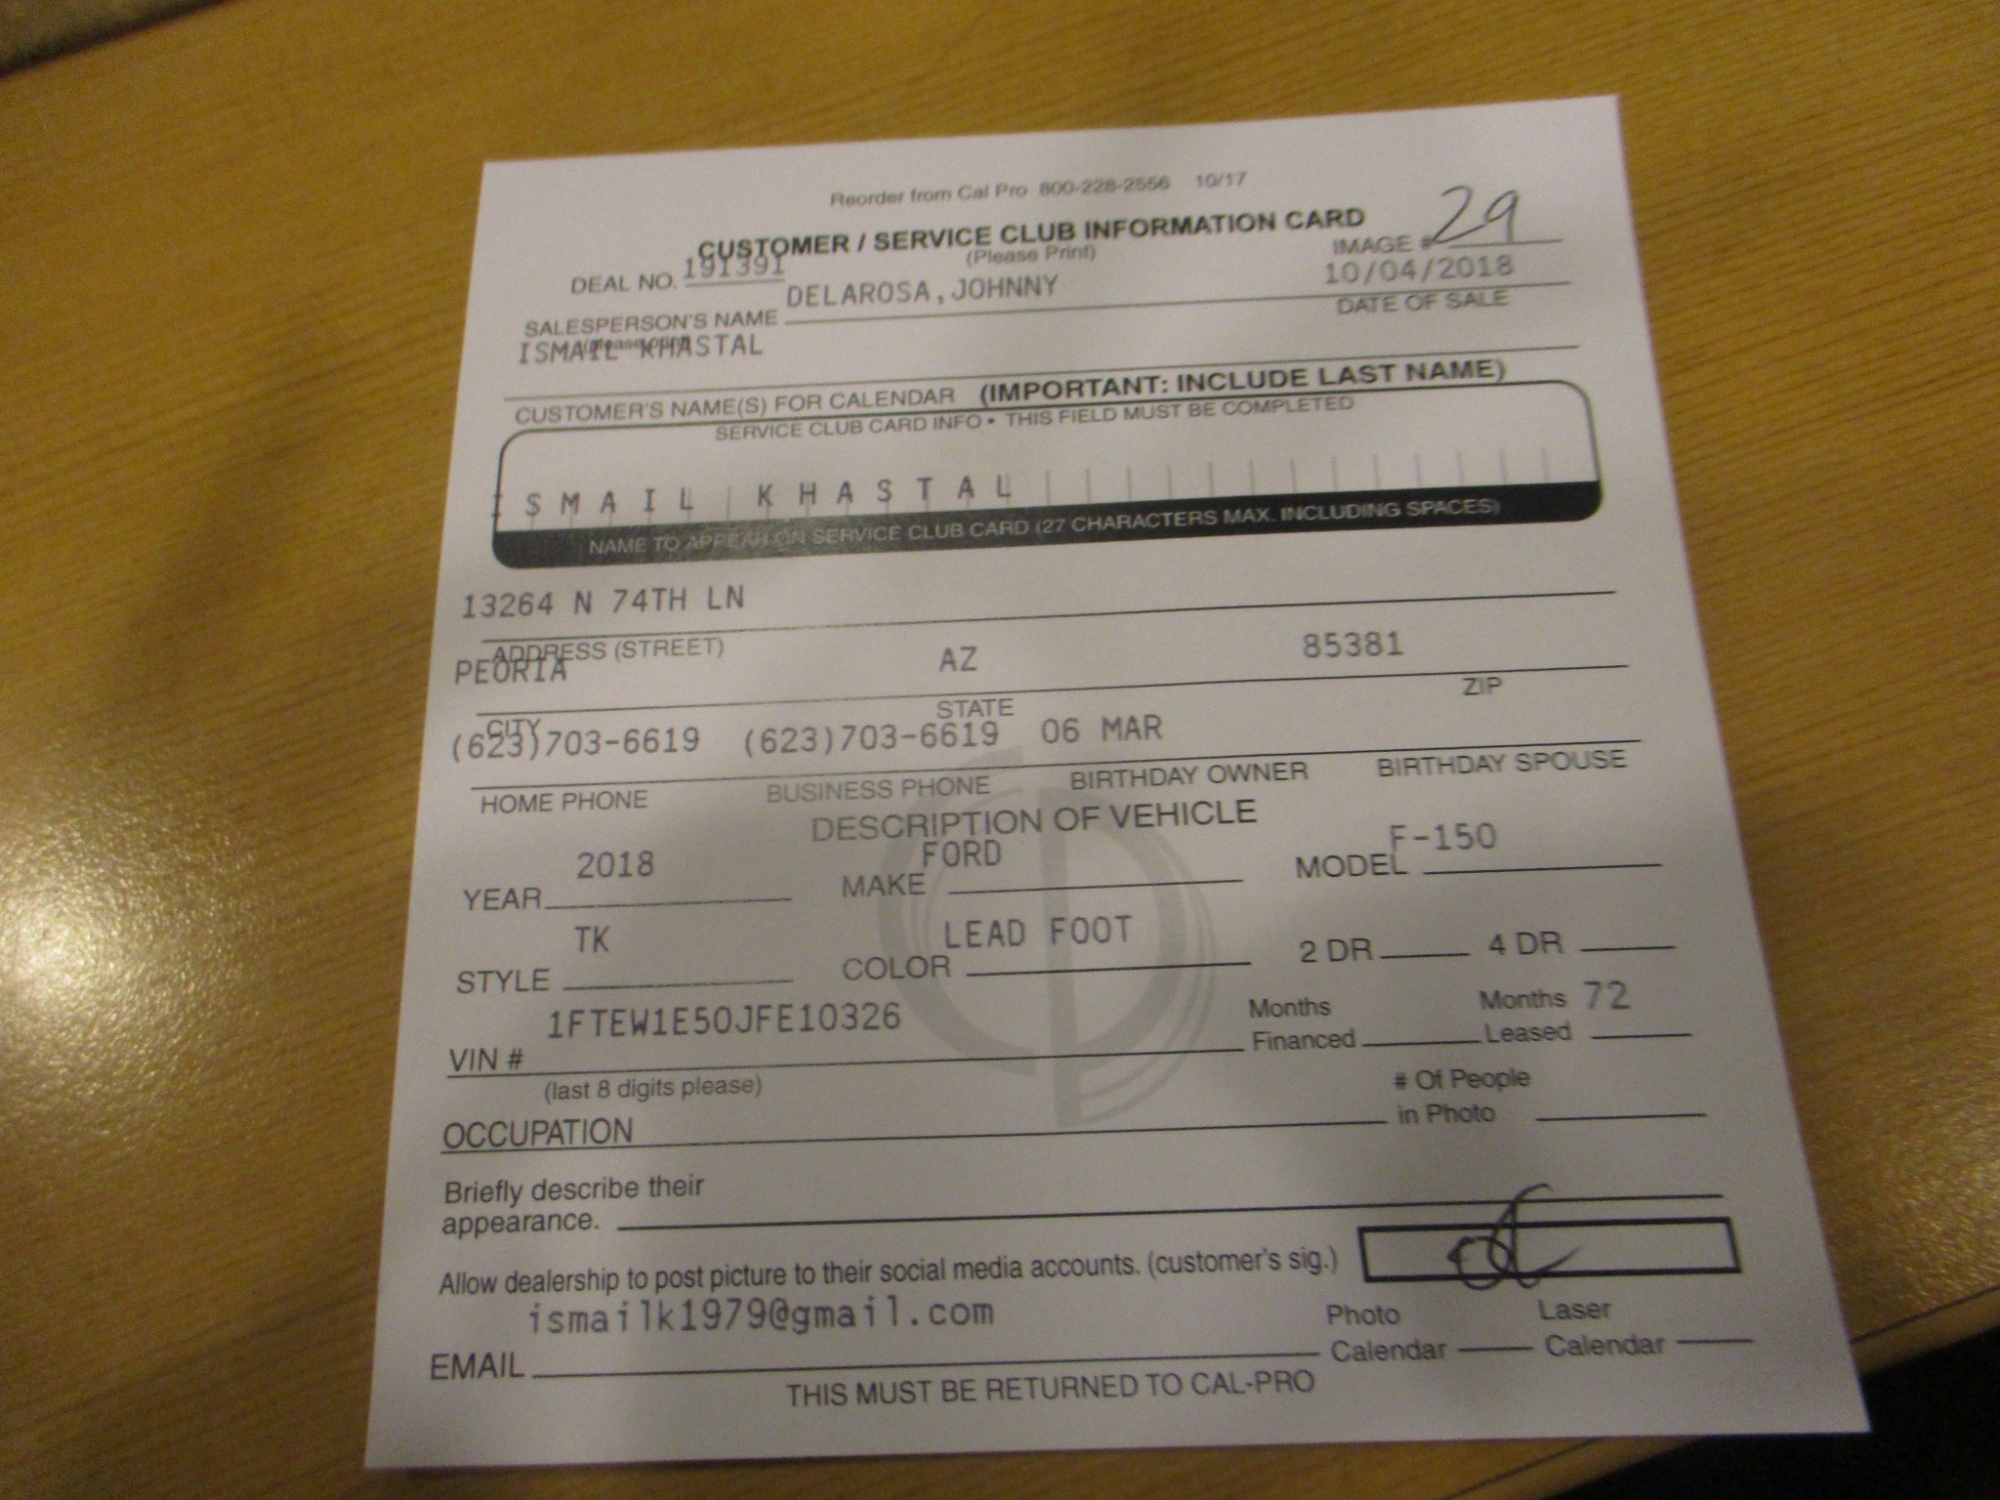 Reorder from Cal Pro 800-228-2556 10/17
CUSTOMER / SERVICE CLUB INFORMATION CARD
(Please Print)
IMAGE # 29
DEAL NO. 191391
10/04/2018
DATE OF SALE
DELAROSA,JOHNNY
SALESPERSON'S NAME
(please print)
ISMAIL KHASTAL
CUSTOMER'S NAME(S) FOR CALENDAR (IMPORTANT: INCLUDE LAST NAME)
SERVICE CLUB CARD INFO • THIS FIELD MUST BE COMPLETED
ISMAIL KHASTAL
NAME TO APPEAR ON SERVICE CLUB CARD (27 CHARACTERS MAX. INCLUDING SPACES)
13264 N 74TH LN
ADDRESS (STREET)
PEORIA AZ 85381
CITY STATE ZIP
(623)703-6619 (623)703-6619 06 MAR
HOME PHONE BUSINESS PHONE BIRTHDAY OWNER BIRTHDAY SPOUSE
DESCRIPTION OF VEHICLE
2018 FORD F-150
YEAR MAKE MODEL
TK LEAD FOOT
STYLE COLOR 2 DR 4 DR
1FTEW1E50JFE10326 Months Months 72
VIN # Financed Leased
(last 8 digits please) # Of People
OCCUPATION in Photo
Briefly describe their
appearance.
Allow dealership to post picture to their social media accounts. (customer's sig.)
ismailk1979@gmail.com Photo Laser
EMAIL Calendar Calendar
THIS MUST BE RETURNED TO CAL-PRO